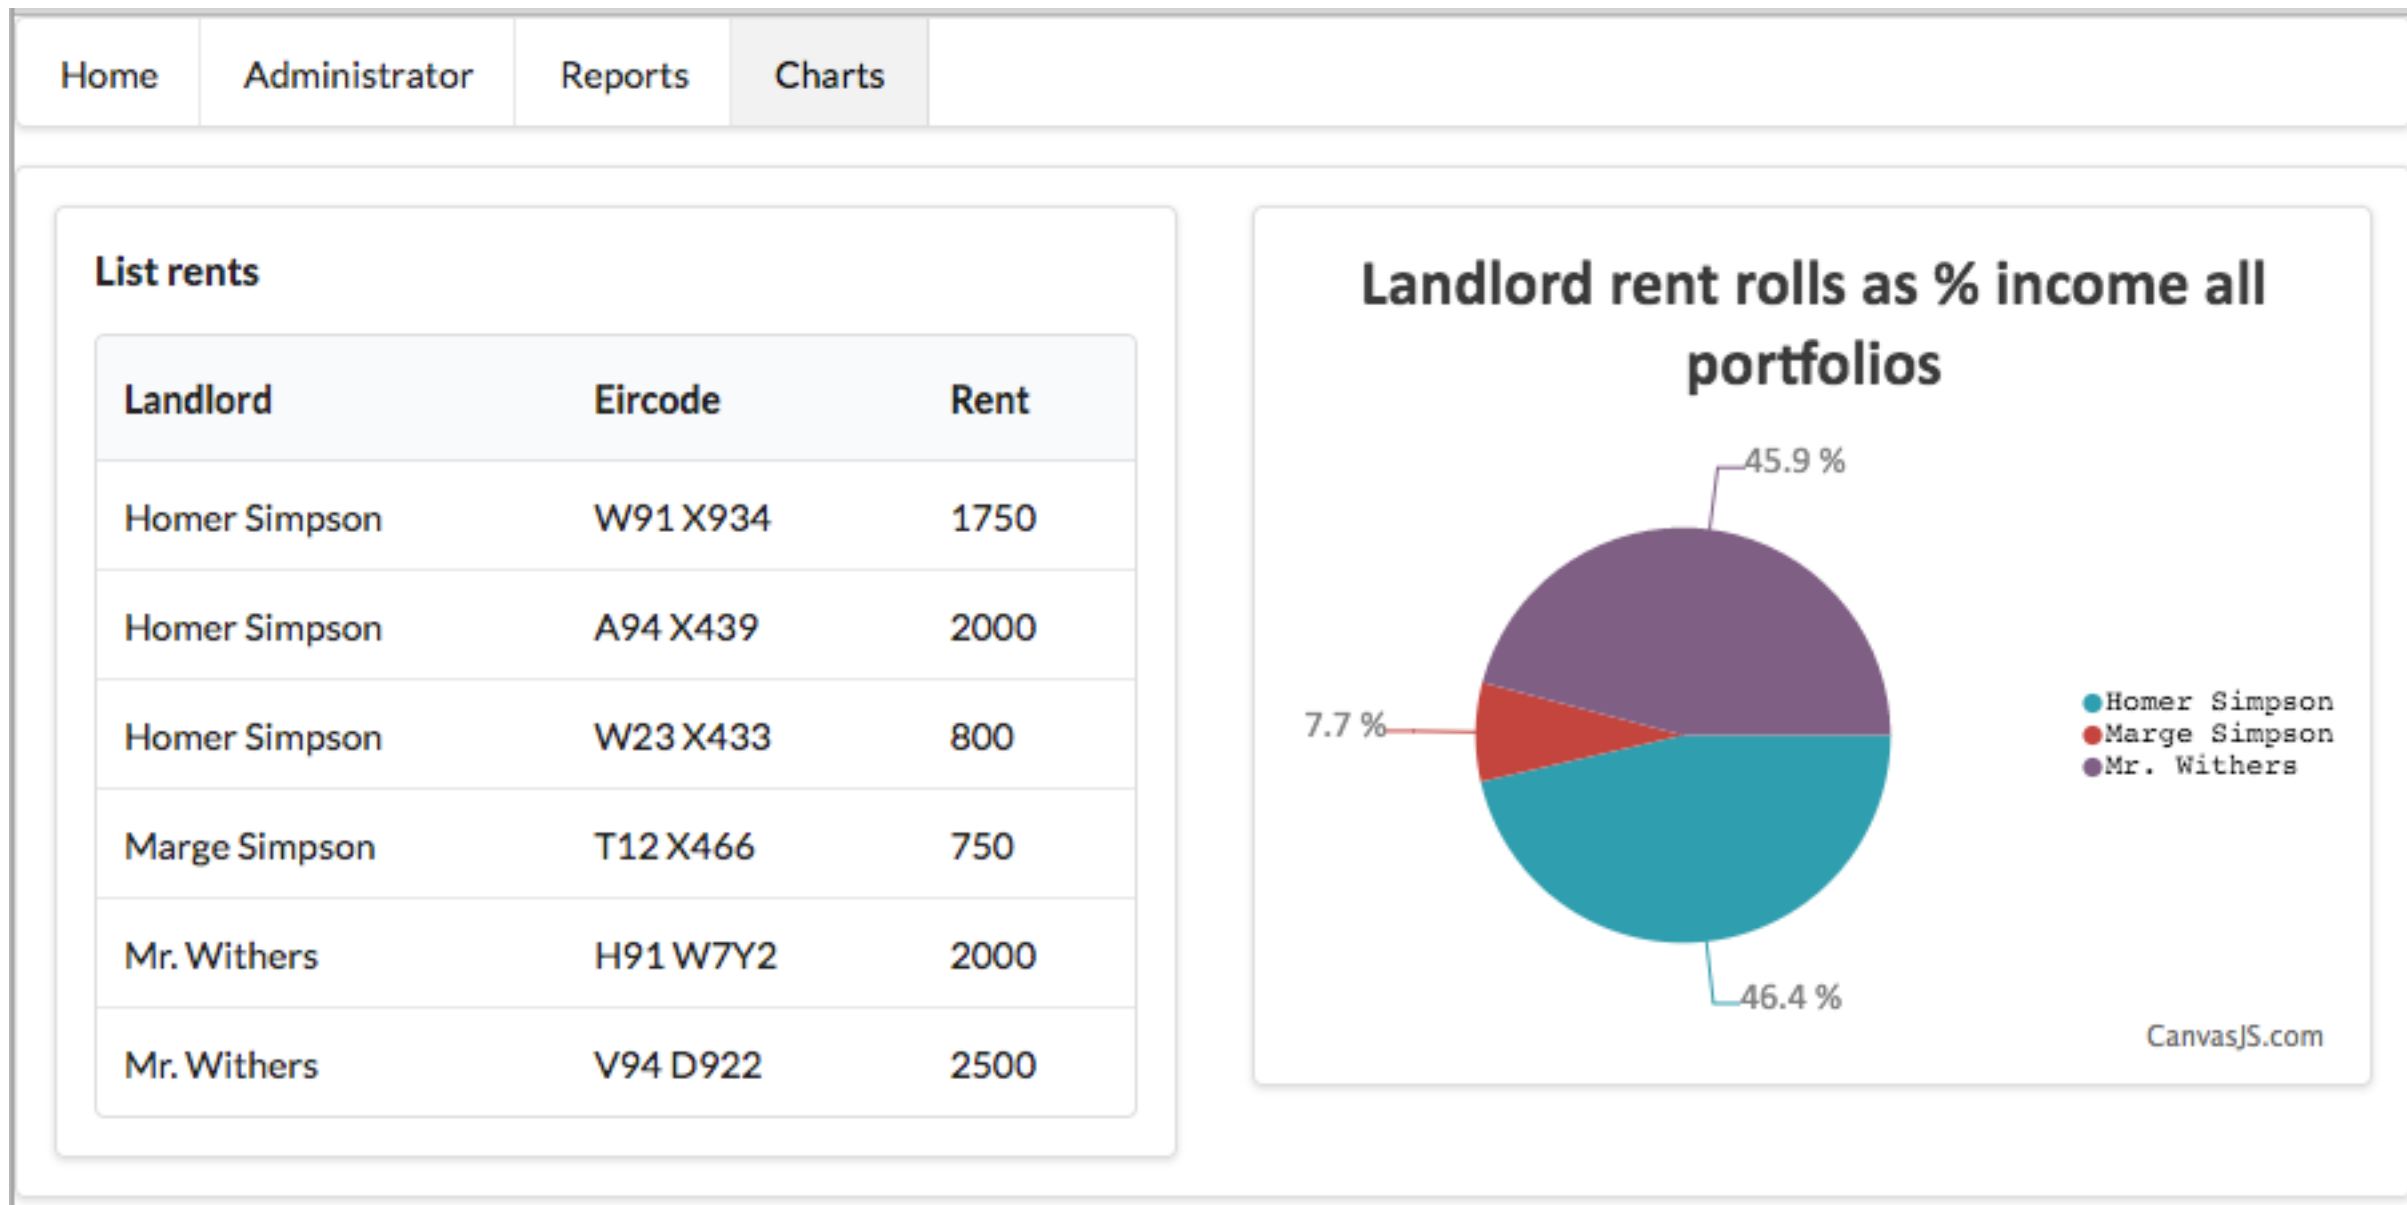 Home Administrator Reports Charts
List rents
Landlord Eircode Rent
Homer Simpson W91 X934 1750
Homer Simpson A94 X439 2000
Homer Simpson W23 X433 800
Marge Simpson T12 X466 750
Mr. Withers H91 W7Y2 2000
Mr. Withers V94 D922 2500
Landlord rent rolls as % income all
portfolios
45.9 %
7.7 %
46.4 %
Homer Simpson
Marge Simpson
Mr. Withers
CanvasJS.com